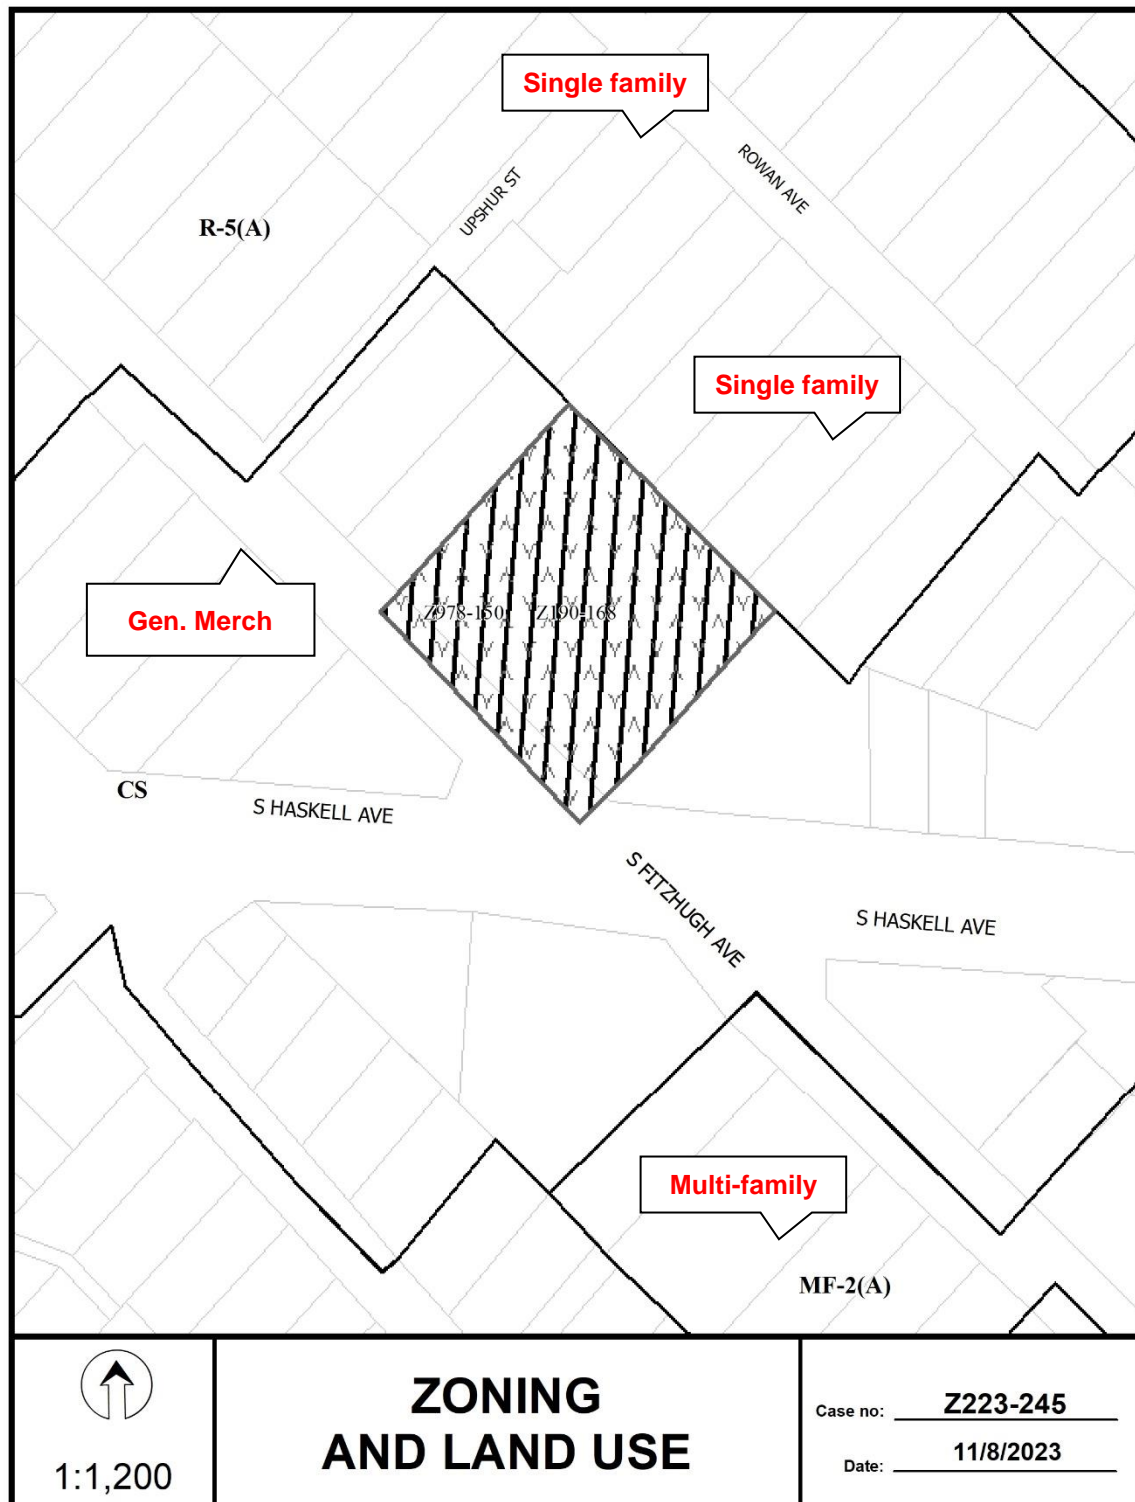 Single family
ROWAN AVE
UPSHUR ST
R-5(A)
Single family
Z978-150
Z190-168
Gen. Merch
CS
S HASKELL AVE
S FITZHUGH AVE
S HASKELL AVE
Multi-family
MF-2(A)
1:1,200
ZONING
AND LAND USE
Case no: Z223-245
Date: 11/8/2023